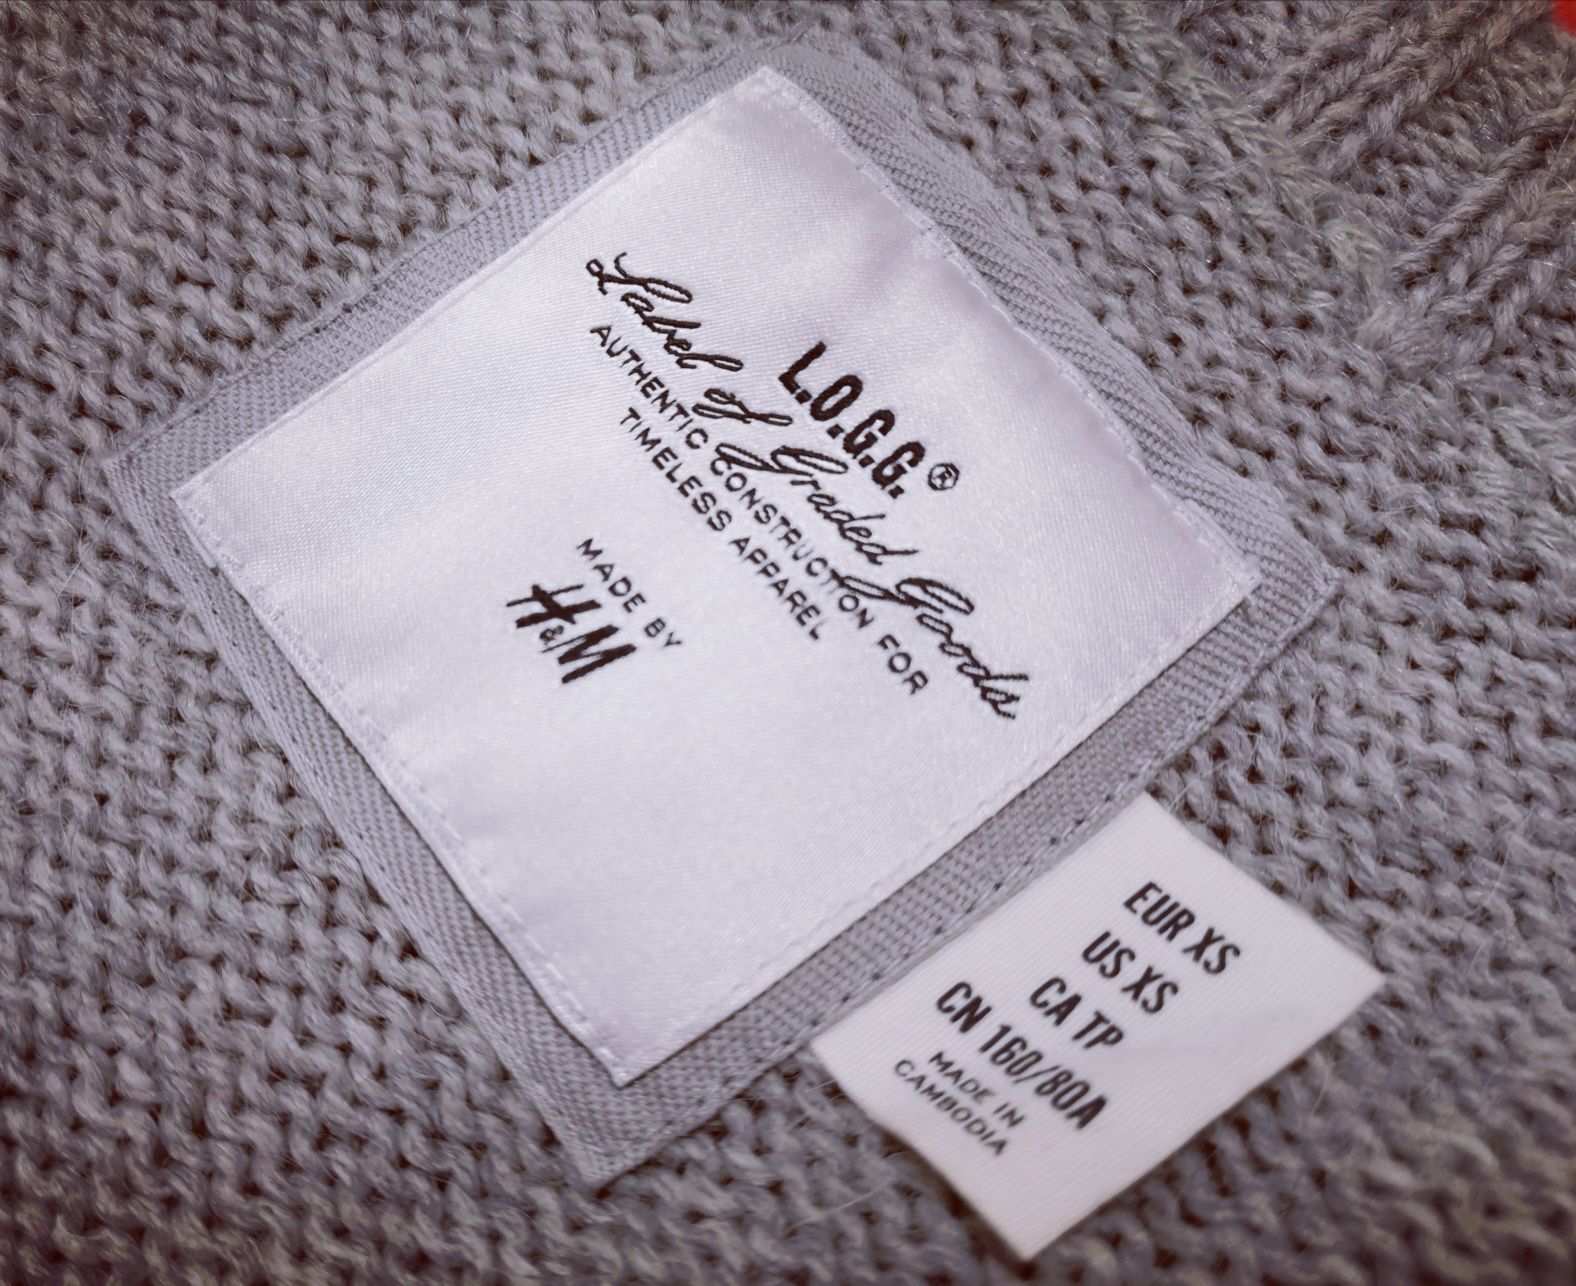 L.O.G.G.®
Label of Graded Goods
AUTHENTIC CONSTRUCTION FOR
TIMELESS APPAREL
MADE BY
H&M
EUR XS
US XS
CA TP
CN 160/80A
MADE IN
CAMBODIA